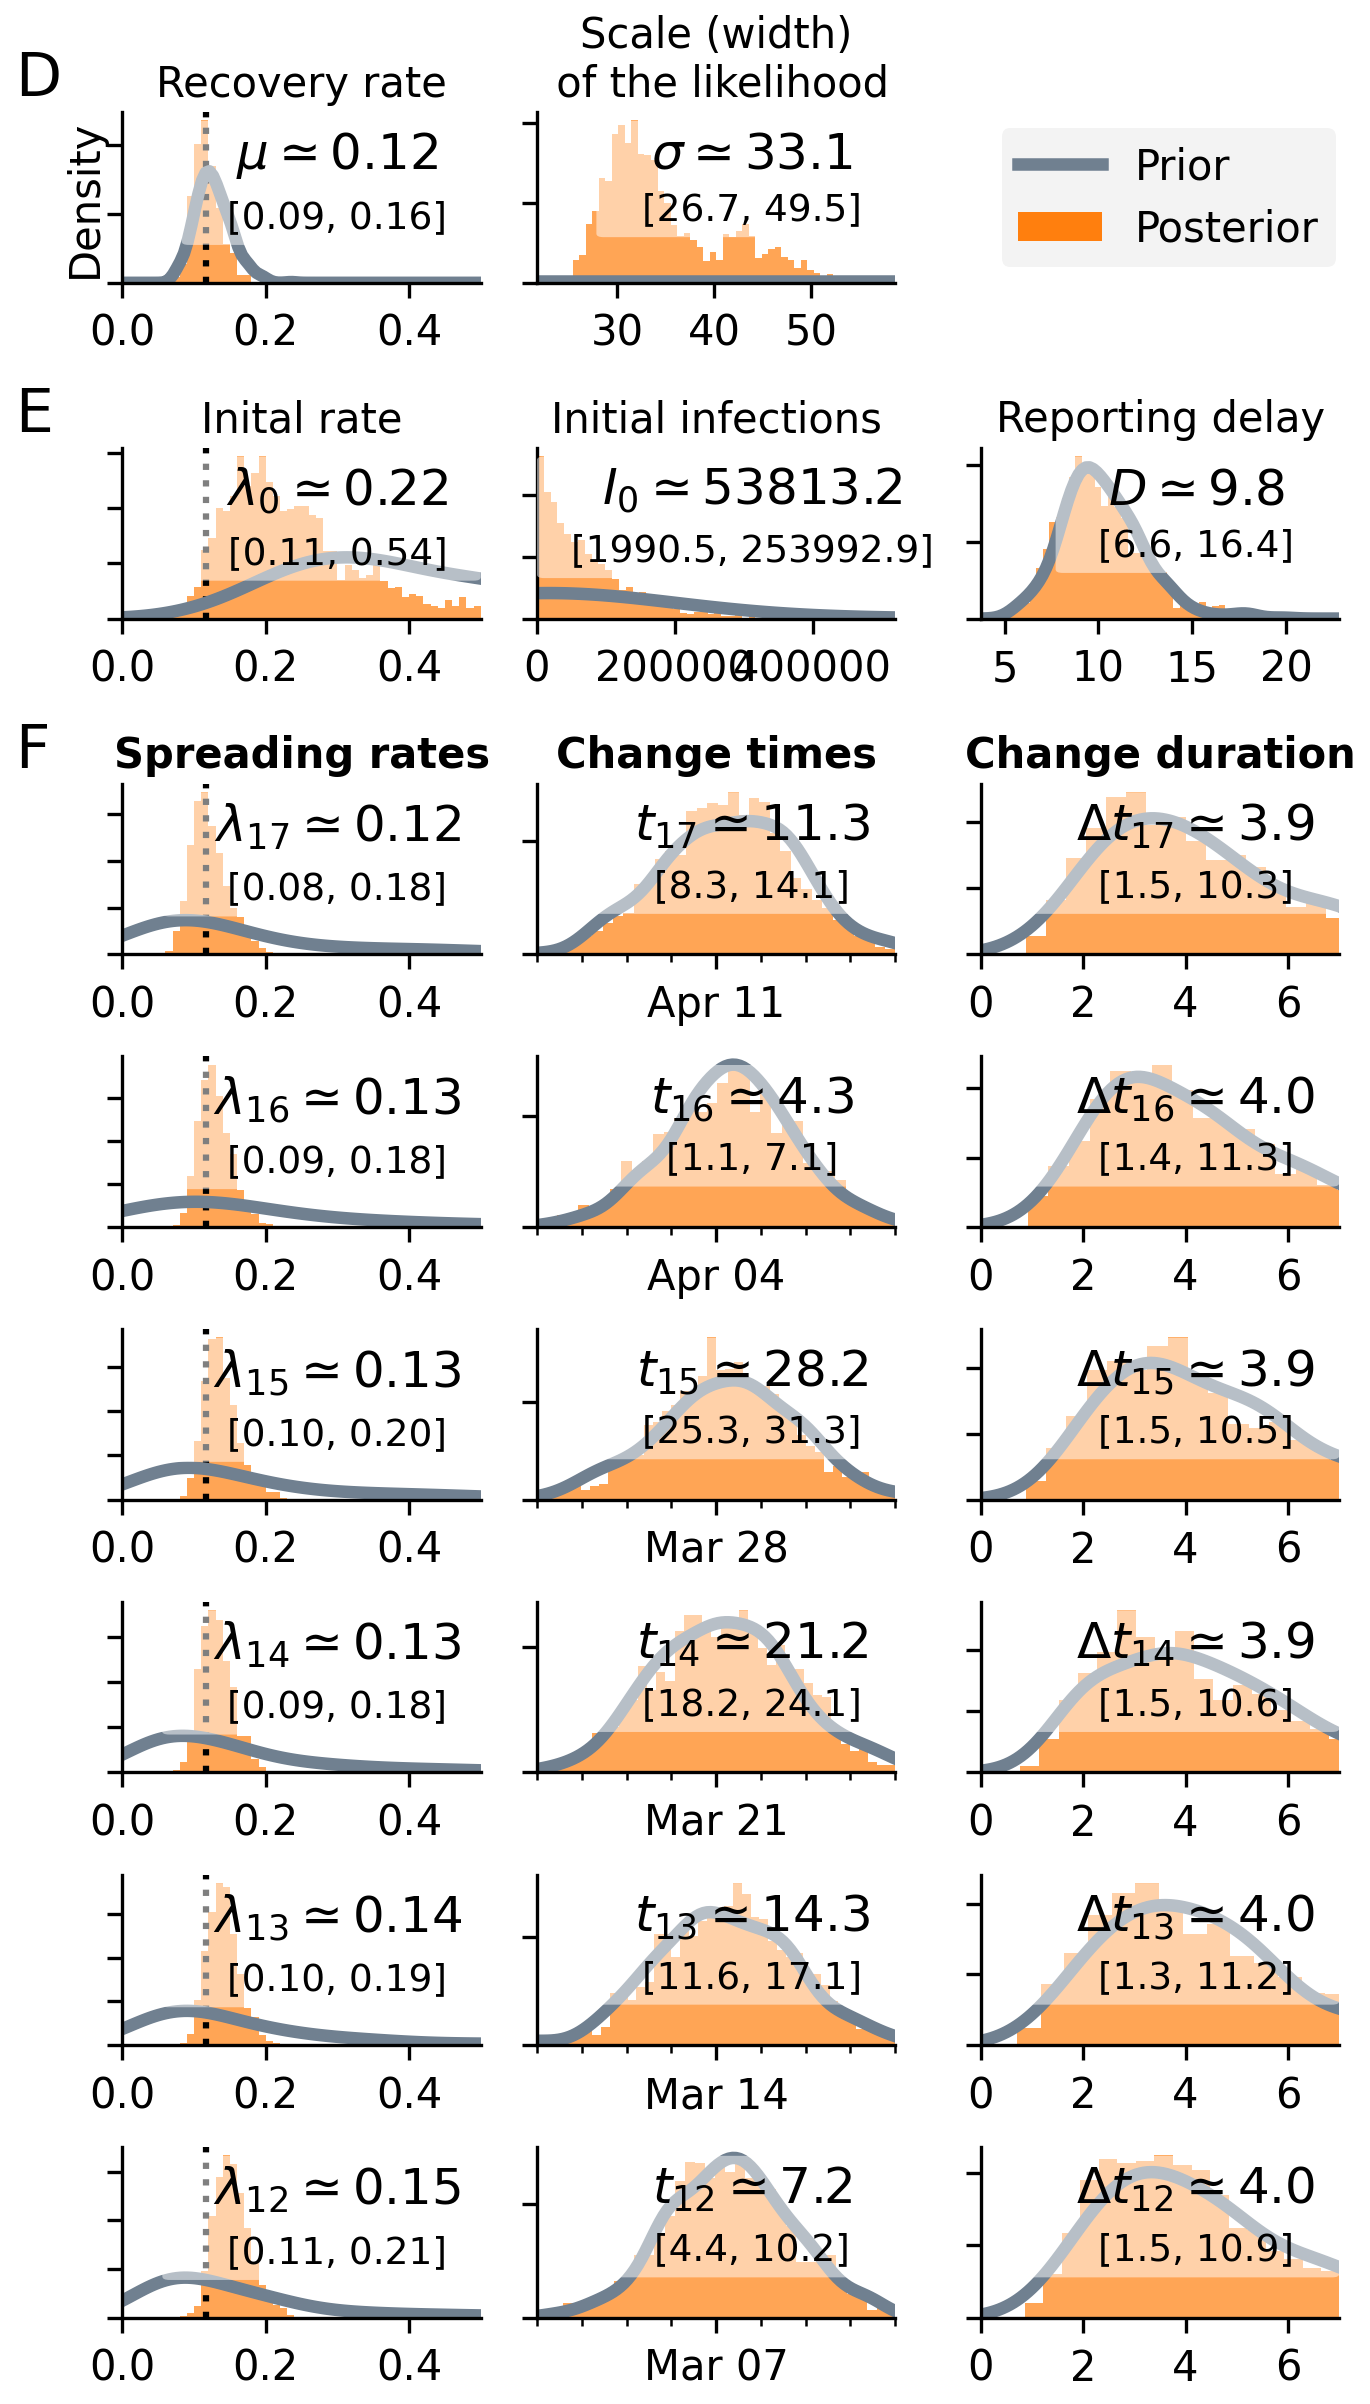 D
Recovery rate
Scale (width)
of the likelihood
Density
μ ≃ 0.12
[0.09, 0.16]
0.0 0.2 0.4
σ ≃ 33.1
[26.7, 49.5]
30 40 50
Prior
Posterior
E
Inital rate
λ0 ≃ 0.22
[0.11, 0.54]
0.0 0.2 0.4
Initial infections
I0 ≃ 53813.2
[1990.5, 253992.9]
0 200000 400000
Reporting delay
D ≃ 9.8
[6.6, 16.4]
5 10 15 20
F
Spreading rates
Change times
Change duration
λ17 ≃ 0.12
[0.08, 0.18]
0.0 0.2 0.4
t17 ≃ 11.3
[8.3, 14.1]
Apr 11
Δt17 ≃ 3.9
[1.5, 10.3]
0 2 4 6
λ16 ≃ 0.13
[0.09, 0.18]
0.0 0.2 0.4
t16 ≃ 4.3
[1.1, 7.1]
Apr 04
Δt16 ≃ 4.0
[1.4, 11.3]
0 2 4 6
λ15 ≃ 0.13
[0.10, 0.20]
0.0 0.2 0.4
t15 ≃ 28.2
[25.3, 31.3]
Mar 28
Δt15 ≃ 3.9
[1.5, 10.5]
0 2 4 6
λ14 ≃ 0.13
[0.09, 0.18]
0.0 0.2 0.4
t14 ≃ 21.2
[18.2, 24.1]
Mar 21
Δt14 ≃ 3.9
[1.5, 10.6]
0 2 4 6
λ13 ≃ 0.14
[0.10, 0.19]
0.0 0.2 0.4
t13 ≃ 14.3
[11.6, 17.1]
Mar 14
Δt13 ≃ 4.0
[1.3, 11.2]
0 2 4 6
λ12 ≃ 0.15
[0.11, 0.21]
0.0 0.2 0.4
t12 ≃ 7.2
[4.4, 10.2]
Mar 07
Δt12 ≃ 4.0
[1.5, 10.9]
0 2 4 6